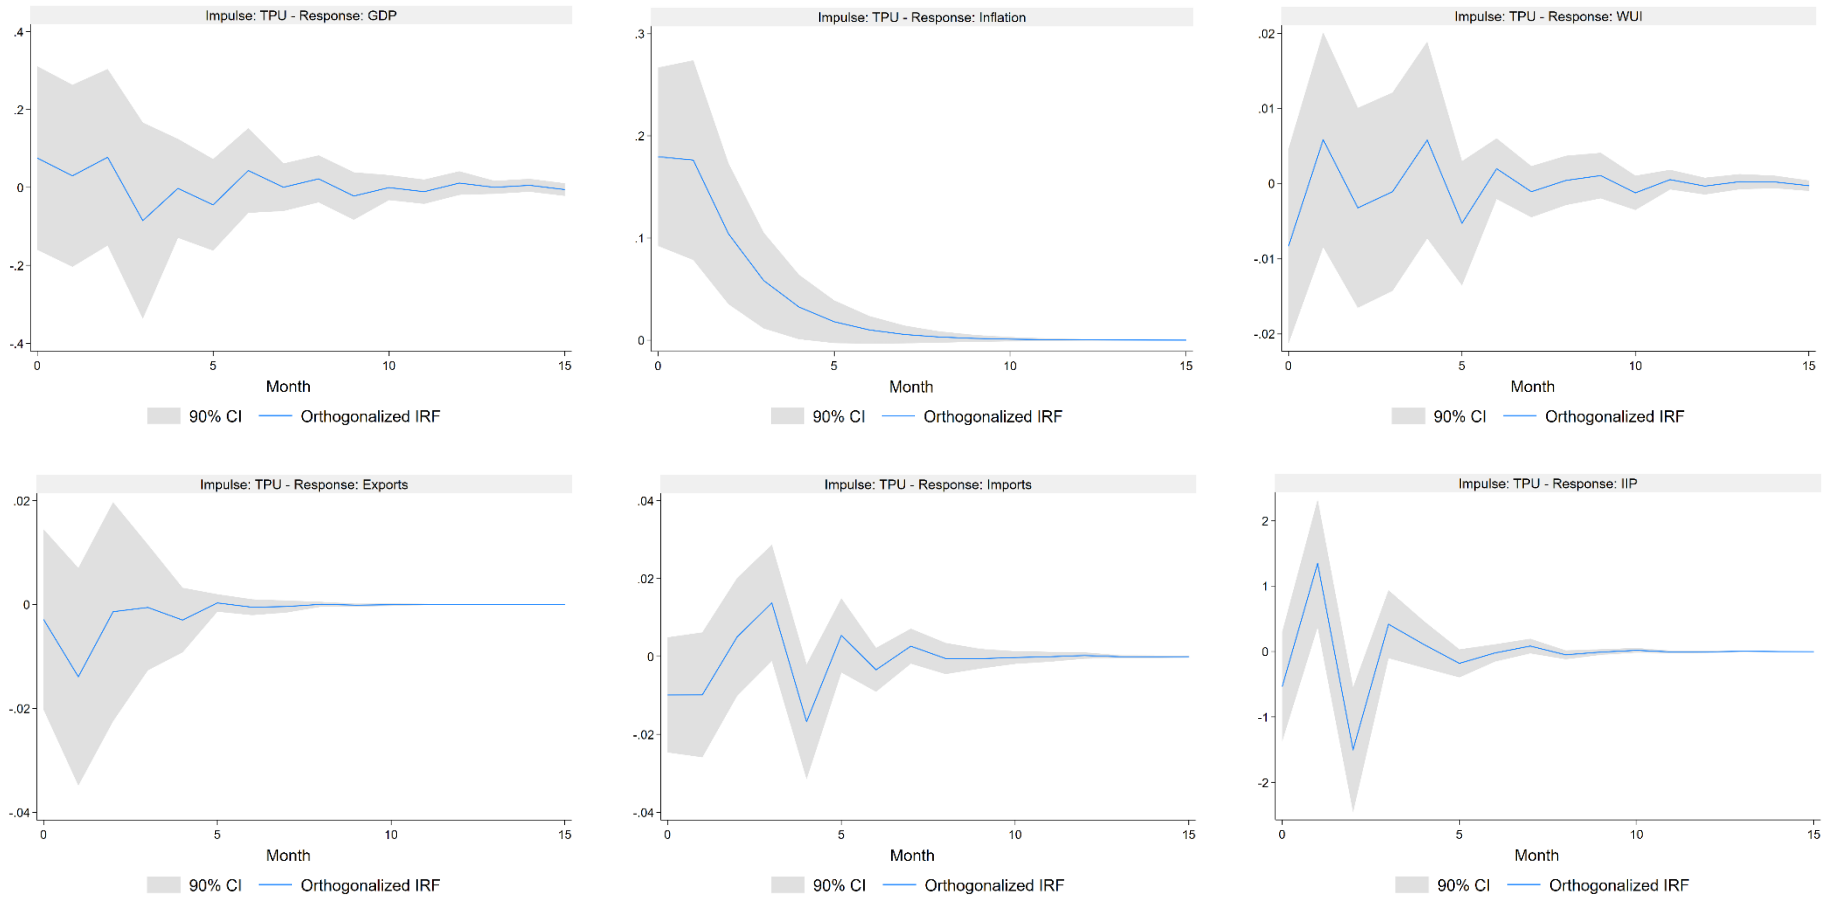 Impulse: TPU - Response: GDP
.4
.2
0
-.2
-.4
0 5 10 15
Month
90% CI Orthogonalized IRF
Impulse: TPU - Response: Inflation
.3
.2
.1
0
0 5 10 15
Month
90% CI Orthogonalized IRF
Impulse: TPU - Response: WUI
.02
.01
0
-.01
-.02
0 5 10 15
Month
90% CI Orthogonalized IRF
Impulse: TPU - Response: Exports
.02
0
-.02
-.04
0 5 10 15
Month
90% CI Orthogonalized IRF
Impulse: TPU - Response: Imports
.04
.02
0
-.02
-.04
0 5 10 15
Month
90% CI Orthogonalized IRF
Impulse: TPU - Response: IIP
2
1
0
-1
-2
0 5 10 15
Month
90% CI Orthogonalized IRF